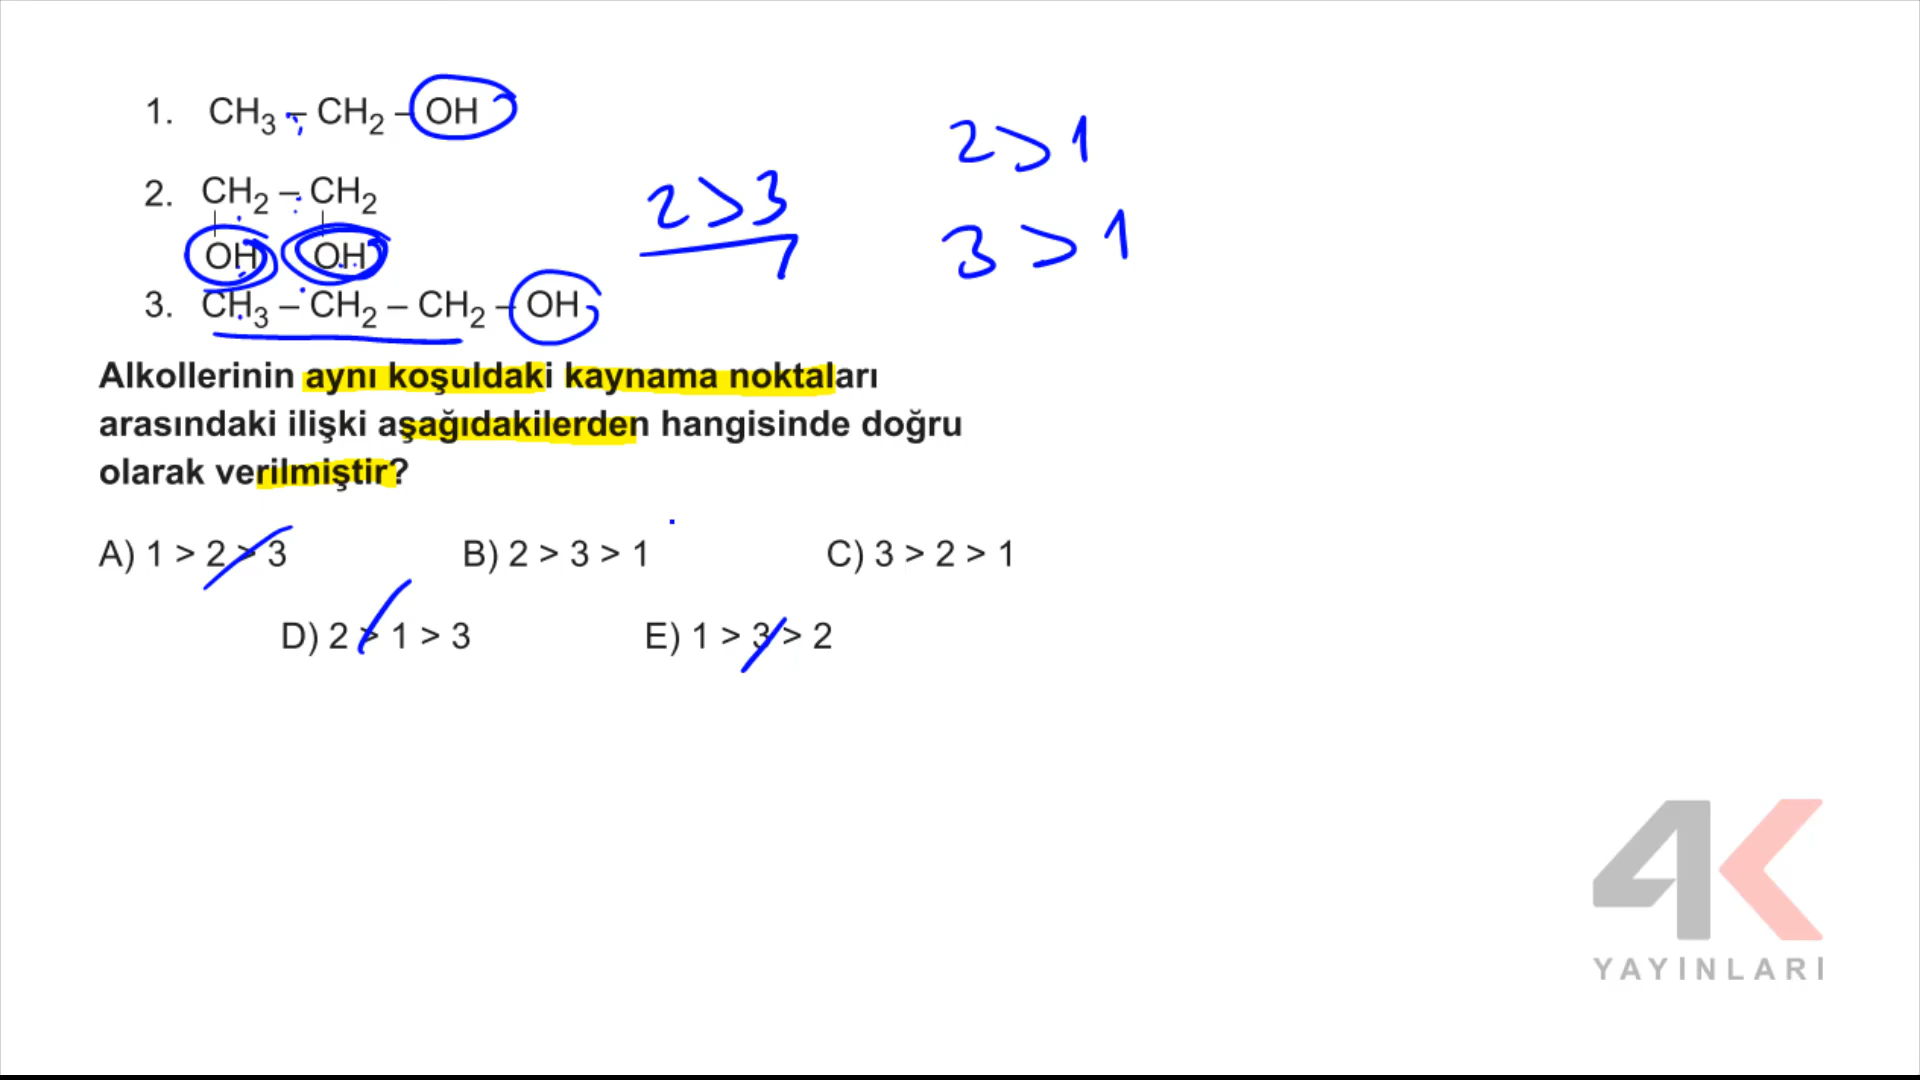 1. CH3 – CH2 – OH
2. CH2 – CH2
OH OH
3. CH3 – CH2 – CH2 – OH
2 > 3
2 > 1
3 > 1
Alkollerinin aynı koşuldaki kaynama noktaları
arasındaki ilişki aşağıdakilerden hangisinde doğru
olarak verilmiştir?
A) 1 > 2 > 3 B) 2 > 3 > 1 C) 3 > 2 > 1
D) 2 > 1 > 3 E) 1 > 3 > 2
4K
YAYINLARI